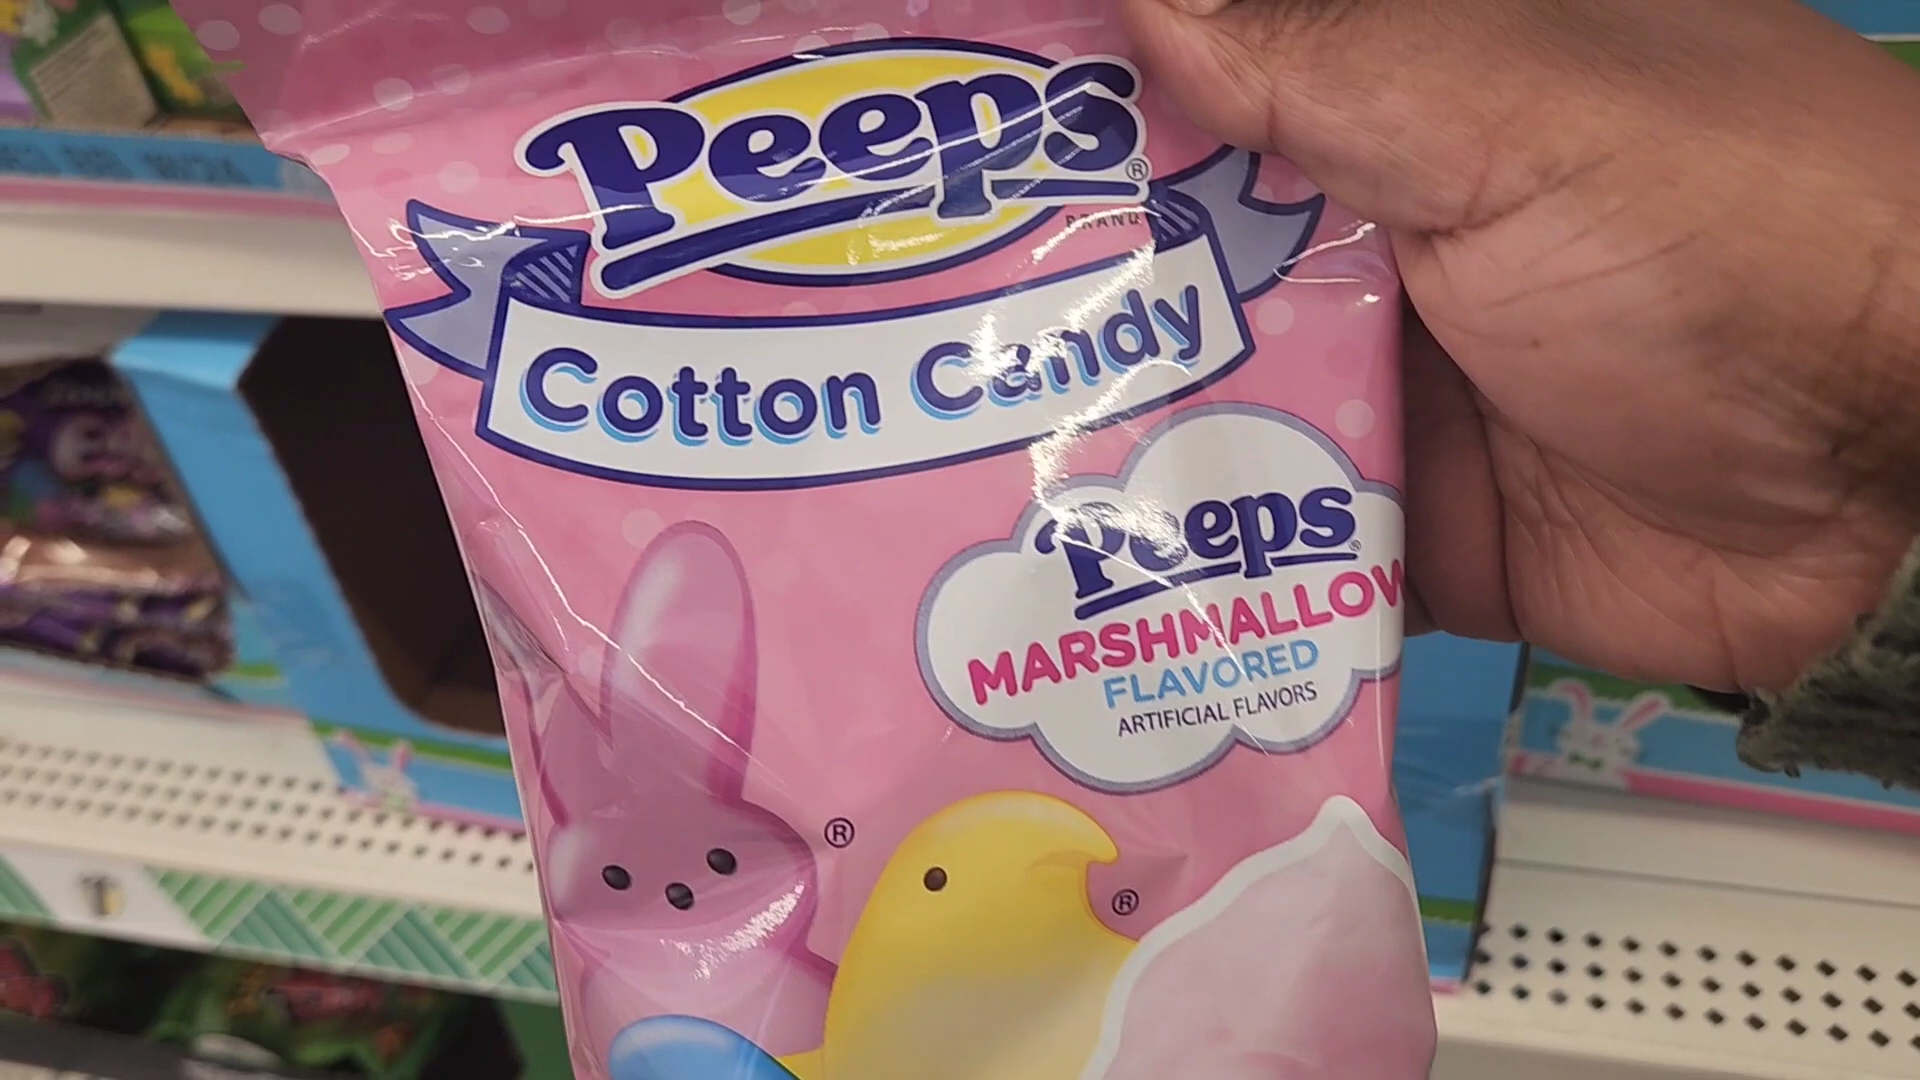 Peeps®
BRAND
Cotton Candy
Peeps®
MARSHMALLOW
FLAVORED
ARTIFICIAL FLAVORS
®
®